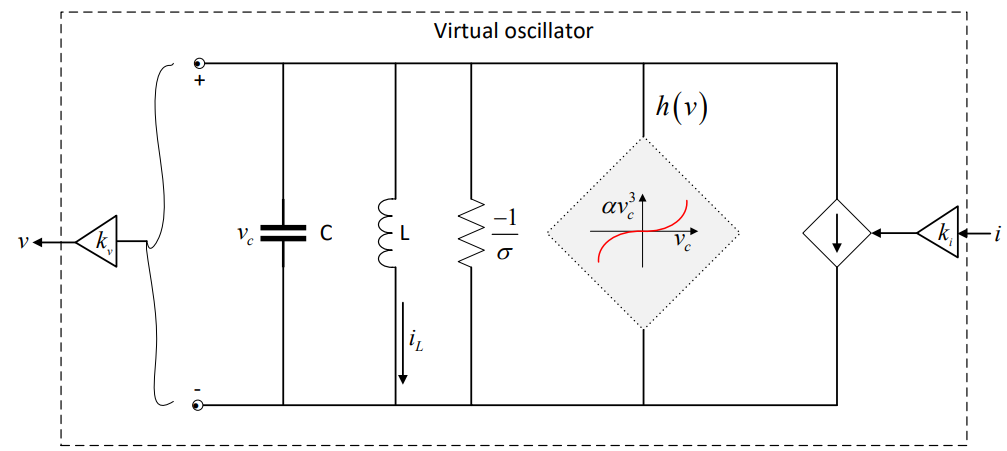 Virtual oscillator
+
h(v)
αv_c^3
v_c
v
k_v
v_c
C
L
−1
σ
k_i
i
i_L
-